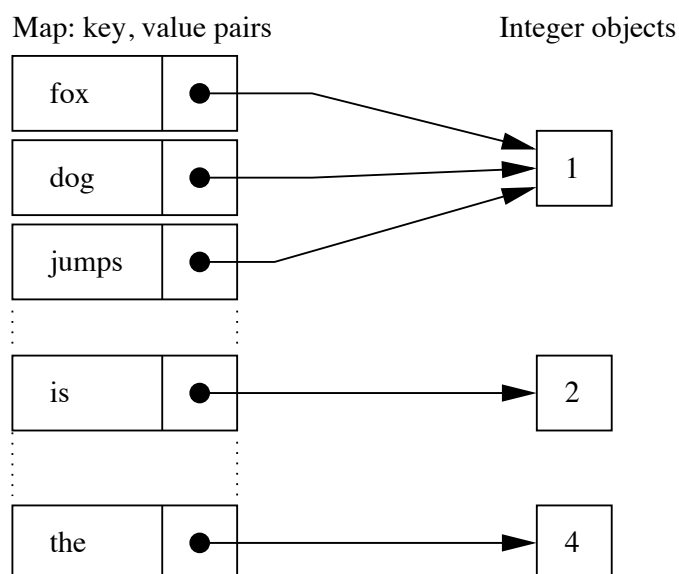 Map: key, value pairs
Integer objects
fox
dog
1
jumps
is
2
the
4